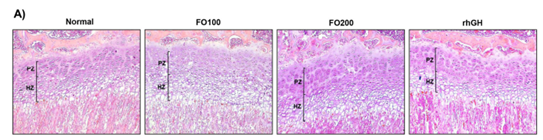 A)
Normal FO100 FO200 rhGH
PZ PZ PZ PZ
HZ HZ HZ HZ